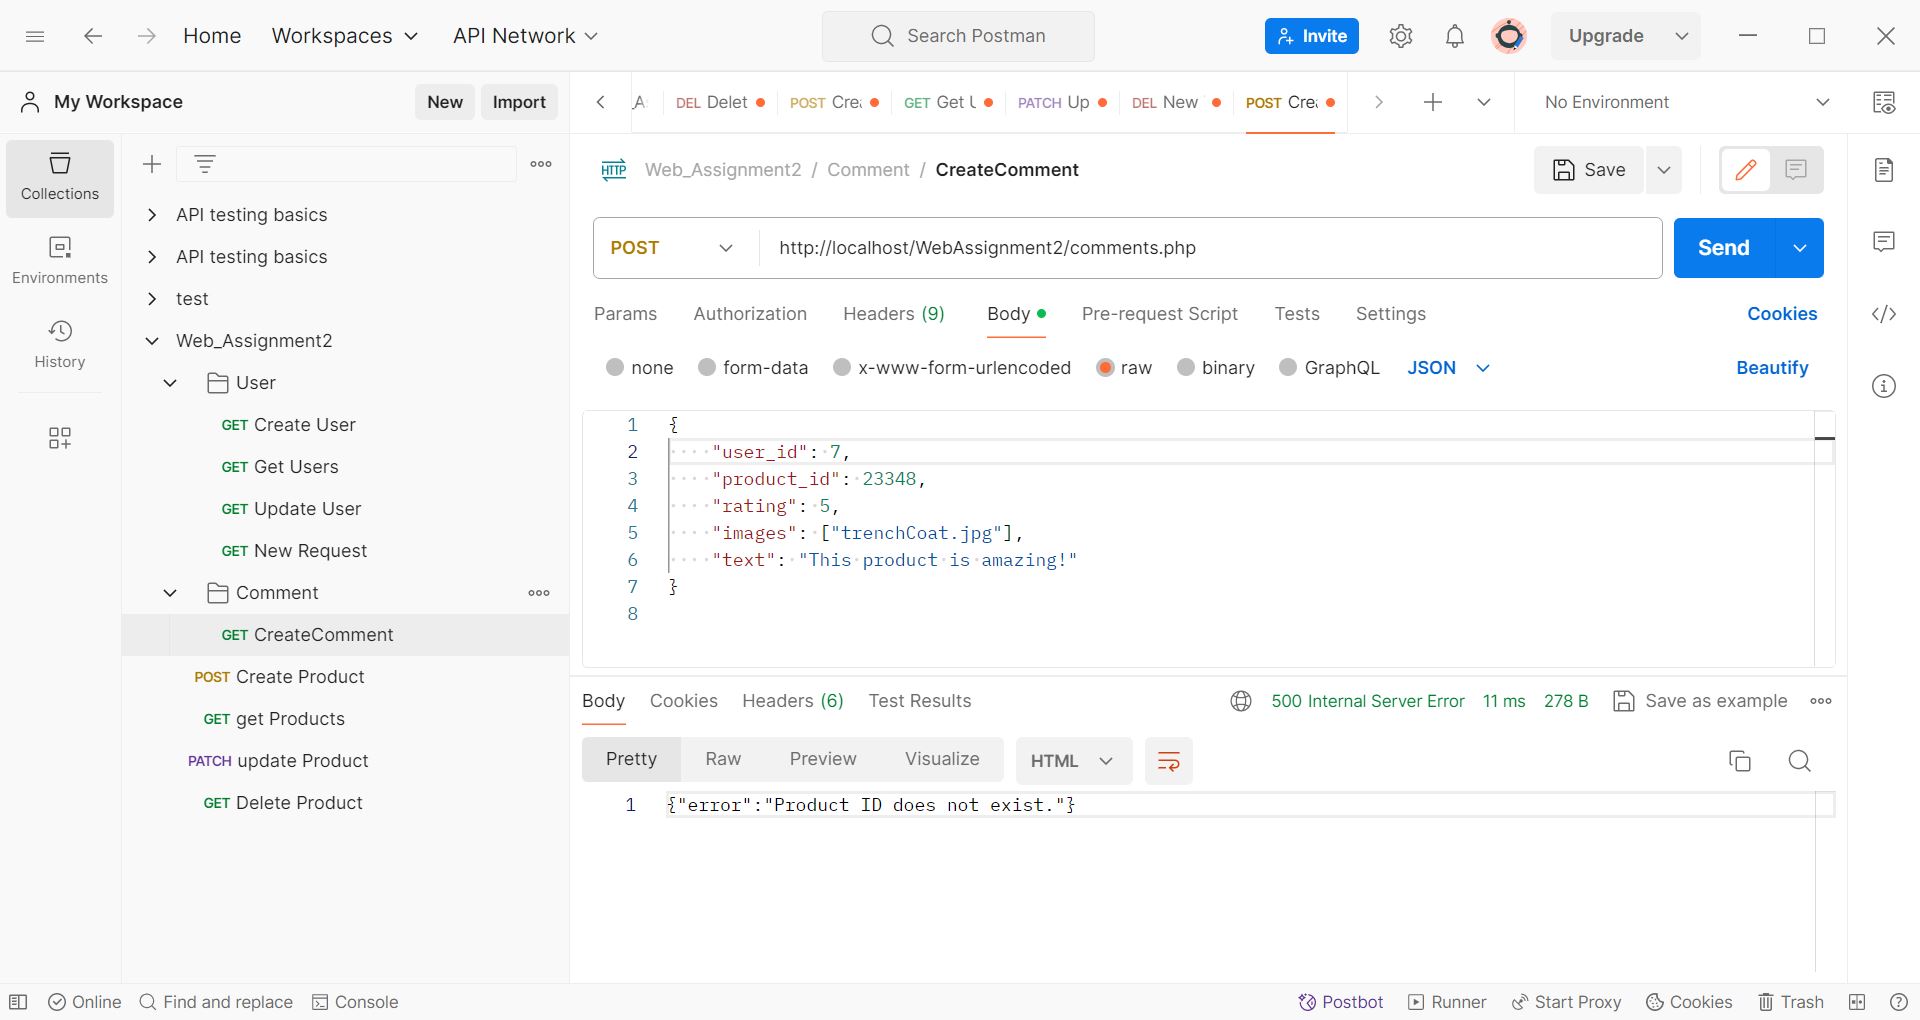 Home Workspaces API Network Search Postman Invite Upgrade
My Workspace New Import
DEL Delet POST Crea GET Get U PATCH Up DEL New POST Cre No Environment
Collections
Environments
History
API testing basics
API testing basics
test
Web_Assignment2
User
GET Create User
GET Get Users
GET Update User
GET New Request
Comment
GET CreateComment
POST Create Product
GET get Products
PATCH update Product
GET Delete Product
HTTP Web_Assignment2 / Comment / CreateComment Save
POST http://localhost/WebAssignment2/comments.php Send
Params Authorization Headers (9) Body Pre-request Script Tests Settings Cookies
none form-data x-www-form-urlencoded raw binary GraphQL JSON Beautify
1 {
2 "user_id": 7,
3 "product_id": 23348,
4 "rating": 5,
5 "images": ["trenchCoat.jpg"],
6 "text": "This product is amazing!"
7 }
8
Body Cookies Headers (6) Test Results 500 Internal Server Error 11 ms 278 B Save as example
Pretty Raw Preview Visualize HTML
1 {"error":"Product ID does not exist."}
Online Find and replace Console Postbot Runner Start Proxy Cookies Trash